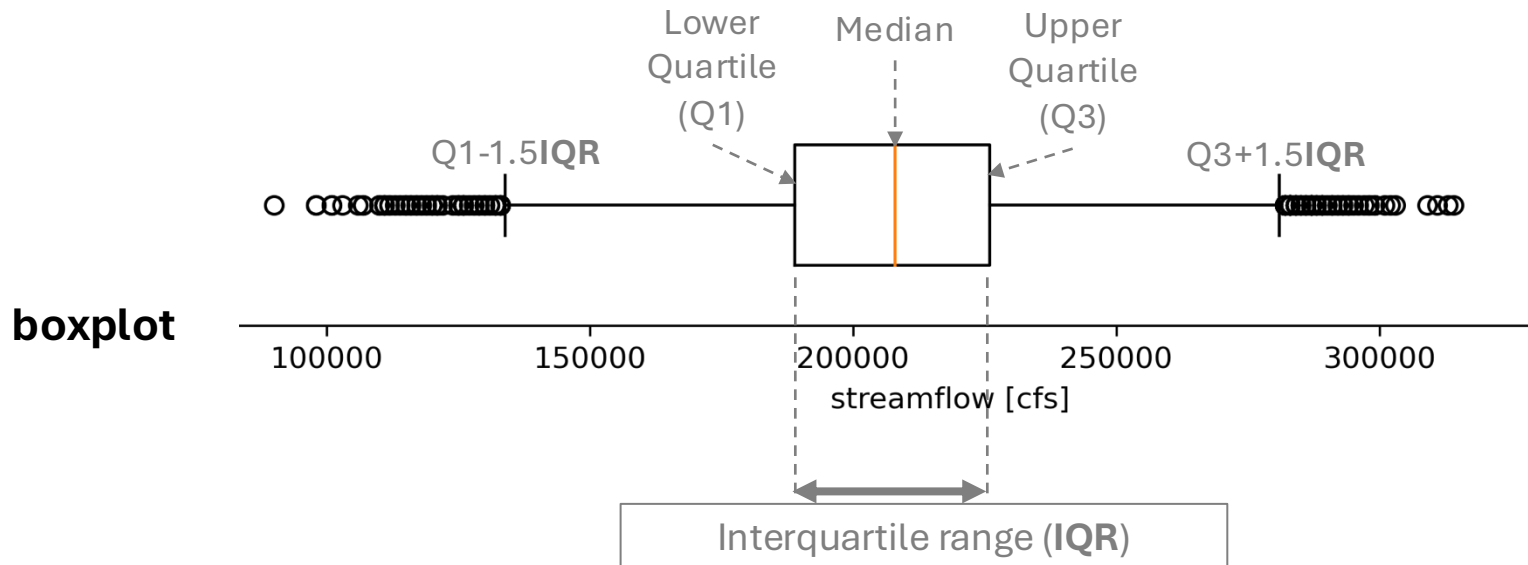 Lower
Quartile
(Q1)
Median
Upper
Quartile
(Q3)
Q1-1.5IQR
Q3+1.5IQR
boxplot
100000 150000 200000 250000 300000
streamflow [cfs]
Interquartile range (IQR)